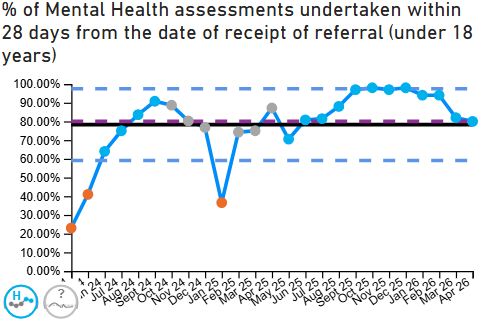 % of Mental Health assessments undertaken within
28 days from the date of receipt of referral (under 18
years)
100.00%
90.00%
80.00%
70.00%
60.00%
50.00%
40.00%
30.00%
20.00%
10.00%
0.00%
Jul 24
Aug 24
Sept 24
Oct 24
Nov 24
Dec 24
Jan 25
Feb 25
Mar 25
Apr 25
May 25
Jun 25
Jul 25
Aug 25
Sept 25
Oct 25
Nov 25
Dec 25
Jan 26
Feb 26
Mar 26
Apr 26
H
?